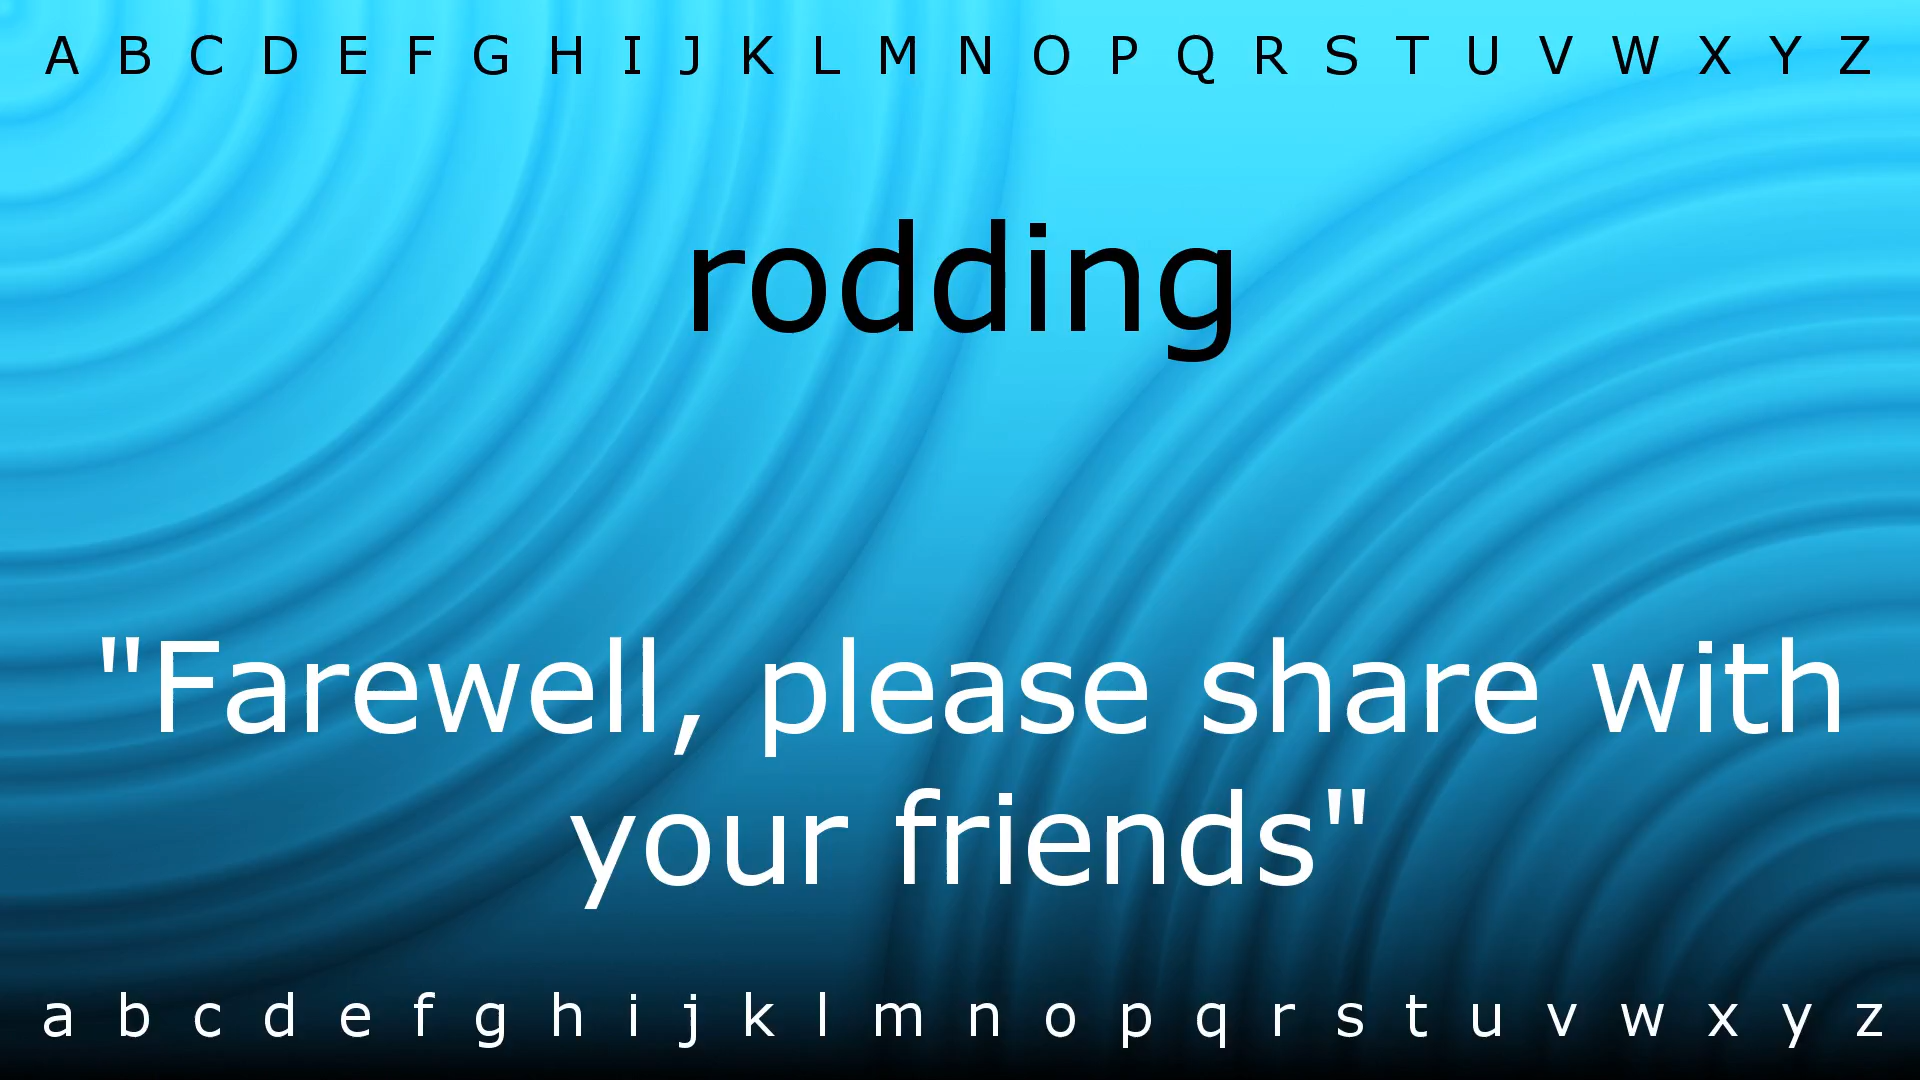 A B C D E F G H I J K L M N O P Q R S T U V W X Y Z
rodding
"Farewell, please share with
your friends"
a b c d e f g h i j k l m n o p q r s t u v w x y z